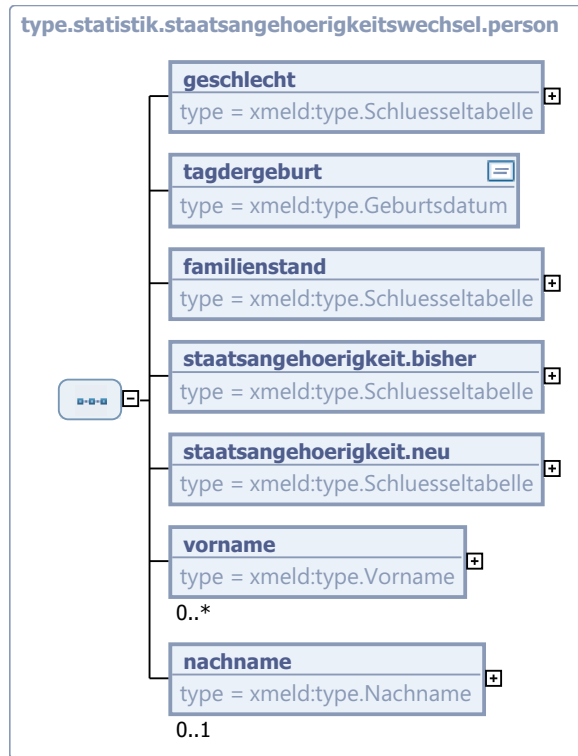 type.statistik.staatsangehoerigkeitswechsel.person
geschlecht
type = xmeld:type.Schluesseltabelle
tagdergeburt
type = xmeld:type.Geburtsdatum
familienstand
type = xmeld:type.Schluesseltabelle
staatsangehoerigkeit.bisher
type = xmeld:type.Schluesseltabelle
staatsangehoerigkeit.neu
type = xmeld:type.Schluesseltabelle
vorname
type = xmeld:type.Vorname
0..*
nachname
type = xmeld:type.Nachname
0..1